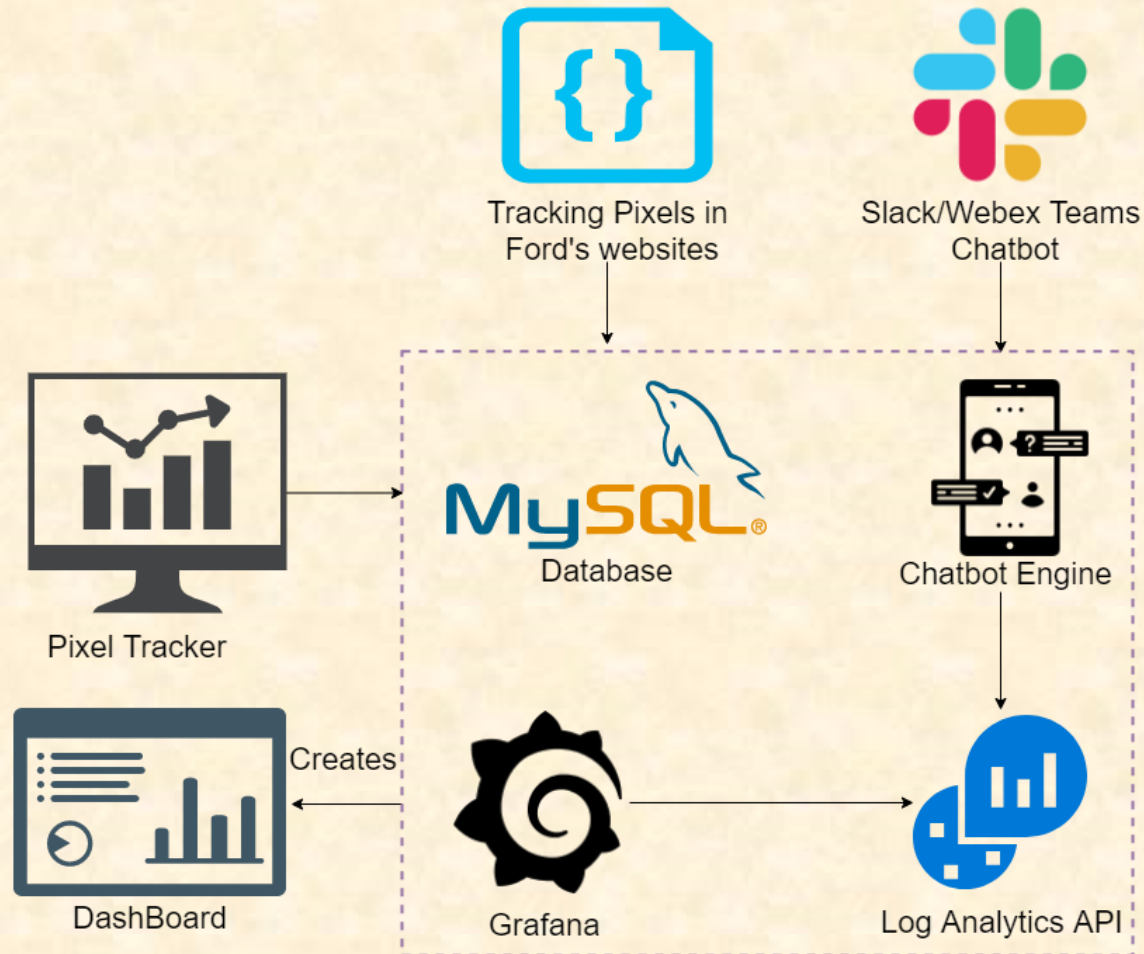 {}
Tracking Pixels in
Ford's websites
Slack/Webex Teams
Chatbot
MySQL®
Database
?
Chatbot Engine
Pixel Tracker
Creates
DashBoard
Grafana
Log Analytics API